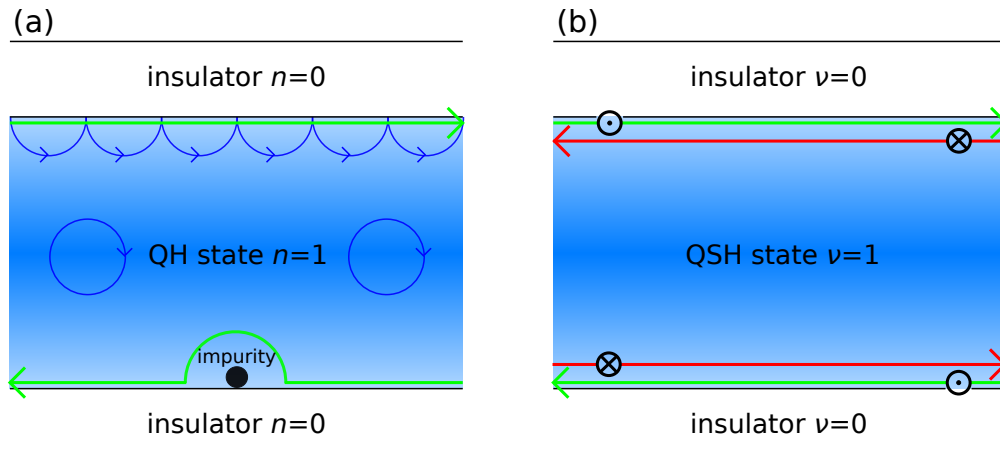 (a)
insulator n=0
QH state n=1
impurity
insulator n=0
(b)
insulator ν=0
QSH state ν=1
insulator ν=0